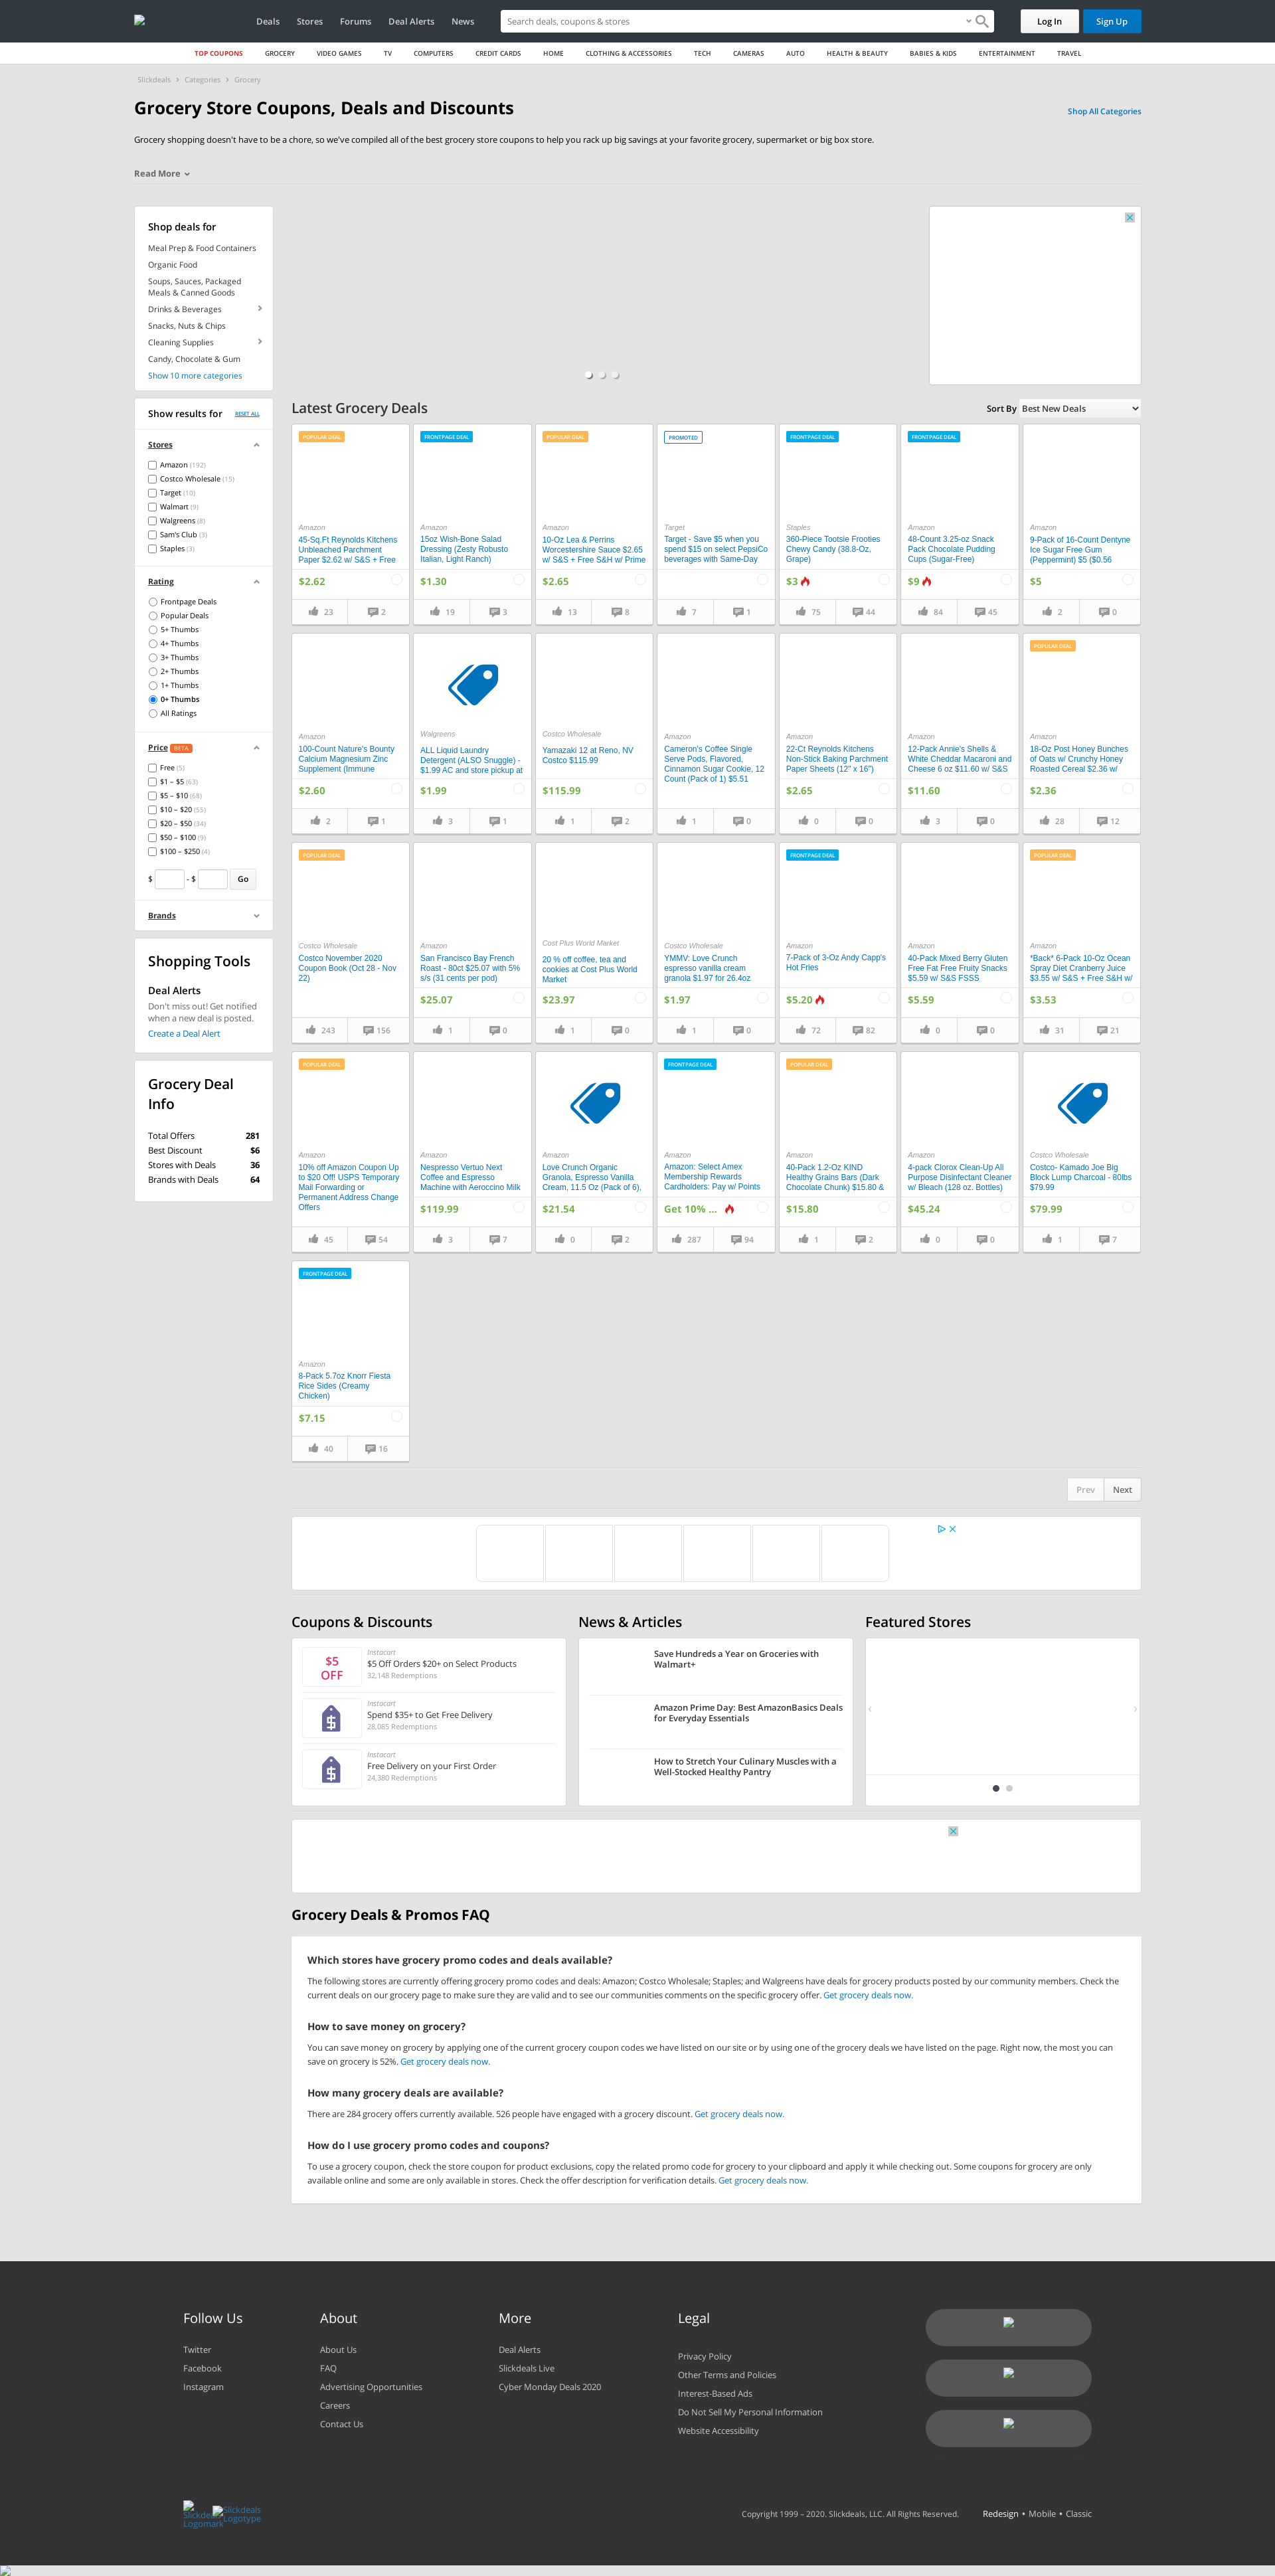 Deals Stores Forums Deal Alerts News
Search deals, coupons & stores
Log In
Sign Up
TOP COUPONS GROCERY VIDEO GAMES TV COMPUTERS CREDIT CARDS HOME CLOTHING & ACCESSORIES TECH CAMERAS AUTO HEALTH & BEAUTY BABIES & KIDS ENTERTAINMENT TRAVEL
Slickdeals › Categories › Grocery
Grocery Store Coupons, Deals and Discounts
Shop All Categories
Grocery shopping doesn't have to be a chore, so we've compiled all of the best grocery store coupons to help you rack up big savings at your favorite grocery, supermarket or big box store.
Read More
Shop deals for
Meal Prep & Food Containers
Organic Food
Soups, Sauces, Packaged
Meals & Canned Goods
Drinks & Beverages
Snacks, Nuts & Chips
Cleaning Supplies
Candy, Chocolate & Gum
Show 10 more categories
Show results for
RESET ALL
Stores
Amazon (192)
Costco Wholesale (15)
Target (10)
Walmart (9)
Walgreens (8)
Sam's Club (3)
Staples (3)
Rating
Frontpage Deals
Popular Deals
5+ Thumbs
4+ Thumbs
3+ Thumbs
2+ Thumbs
1+ Thumbs
0+ Thumbs
All Ratings
Price BETA
Free (5)
$1 – $5 (63)
$5 – $10 (68)
$10 – $20 (55)
$20 – $50 (34)
$50 – $100 (9)
$100 – $250 (4)
$ - $ Go
Brands
Shopping Tools
Deal Alerts
Don't miss out! Get notified
when a new deal is posted.
Create a Deal Alert
Grocery Deal
Info
Total Offers 281
Best Discount $6
Stores with Deals 36
Brands with Deals 64
Latest Grocery Deals
Sort By Best New Deals
POPULAR DEAL
Amazon
45-Sq.Ft Reynolds Kitchens
Unbleached Parchment
Paper $2.62 w/ S&S + Free
$2.62
23 2
FRONTPAGE DEAL
Amazon
15oz Wish-Bone Salad
Dressing (Zesty Robusto
Italian, Light Ranch)
$1.30
19 3
POPULAR DEAL
Amazon
10-Oz Lea & Perrins
Worcestershire Sauce $2.65
w/ S&S + Free S&H w/ Prime
$2.65
13 8
PROMOTED
Target
Target - Save $5 when you
spend $15 on select PepsiCo
beverages with Same-Day
7 1
FRONTPAGE DEAL
Staples
360-Piece Tootsie Frooties
Chewy Candy (38.8-Oz,
Grape)
$3
75 44
FRONTPAGE DEAL
Amazon
48-Count 3.25-oz Snack
Pack Chocolate Pudding
Cups (Sugar-Free)
$9
84 45
Amazon
9-Pack of 16-Count Dentyne
Ice Sugar Free Gum
(Peppermint) $5 ($0.56
$5
2 0
Amazon
100-Count Nature's Bounty
Calcium Magnesium Zinc
Supplement (Immune
$2.60
2 1
Walgreens
ALL Liquid Laundry
Detergent (ALSO Snuggle) -
$1.99 AC and store pickup at
$1.99
3 1
Costco Wholesale
Yamazaki 12 at Reno, NV
Costco $115.99
$115.99
1 2
Amazon
Cameron's Coffee Single
Serve Pods, Flavored,
Cinnamon Sugar Cookie, 12
Count (Pack of 1) $5.51
1 0
Amazon
22-Ct Reynolds Kitchens
Non-Stick Baking Parchment
Paper Sheets (12" x 16")
$2.65
0 0
Amazon
12-Pack Annie's Shells &
White Cheddar Macaroni and
Cheese 6 oz $11.60 w/ S&S
$11.60
3 0
POPULAR DEAL
Amazon
18-Oz Post Honey Bunches
of Oats w/ Crunchy Honey
Roasted Cereal $2.36 w/
$2.36
28 12
POPULAR DEAL
Costco Wholesale
Costco November 2020
Coupon Book (Oct 28 - Nov
22)
243 156
Amazon
San Francisco Bay French
Roast - 80ct $25.07 with 5%
s/s (31 cents per pod)
$25.07
1 0
Cost Plus World Market
20 % off coffee, tea and
cookies at Cost Plus World
Market
$23.97
1 0
Costco Wholesale
YMMV: Love Crunch
espresso vanilla cream
granola $1.97 for 26.4oz
$1.97
1 0
FRONTPAGE DEAL
Amazon
7-Pack of 3-Oz Andy Capp's
Hot Fries
$5.20
72 82
Amazon
40-Pack Mixed Berry Gluten
Free Fat Free Fruity Snacks
$5.59 w/ S&S FSSS
$5.59
0 0
POPULAR DEAL
Amazon
*Back* 6-Pack 10-Oz Ocean
Spray Diet Cranberry Juice
$3.55 w/ S&S + Free S&H w/
$3.53
31 21
POPULAR DEAL
Amazon
10% off Amazon Coupon Up
to $20 Off! USPS Temporary
Mail Forwarding or
Permanent Address Change
Offers
45 54
Amazon
Nespresso Vertuo Next
Coffee and Espresso
Machine with Aeroccino Milk
$119.99
3 7
Amazon
Love Crunch Organic
Granola, Espresso Vanilla
Cream, 11.5 Oz (Pack of 6),
$21.54
0 2
FRONTPAGE DEAL
Amazon
Amazon: Select Amex
Membership Rewards
Cardholders: Pay w/ Points
Get 10% ...
287 94
POPULAR DEAL
Amazon
40-Pack 1.2-Oz KIND
Healthy Grains Bars (Dark
Chocolate Chunk) $15.80 &
$15.80
1 2
Amazon
4-pack Clorox Clean-Up All
Purpose Disinfectant Cleaner
w/ Bleach (128 oz. Bottles)
$45.24
0 0
Costco Wholesale
Costco- Kamado Joe Big
Block Lump Charcoal - 80lbs
$79.99
$79.99
1 7
FRONTPAGE DEAL
Amazon
8-Pack 5.7oz Knorr Fiesta
Rice Sides (Creamy
Chicken)
$7.15
40 16
Prev Next
Coupons & Discounts
$5
OFF
Instacart
$5 Off Orders $20+ on Select Products
32,148 Redemptions
Instacart
Spend $35+ to Get Free Delivery
28,085 Redemptions
Instacart
Free Delivery on your First Order
24,380 Redemptions
News & Articles
Save Hundreds a Year on Groceries with
Walmart+
Amazon Prime Day: Best AmazonBasics Deals
for Everyday Essentials
How to Stretch Your Culinary Muscles with a
Well-Stocked Healthy Pantry
Featured Stores
Grocery Deals & Promos FAQ
Which stores have grocery promo codes and deals available?
The following stores are currently offering grocery promo codes and deals: Amazon; Costco Wholesale; Staples; and Walgreens have deals for grocery products posted by our community members. Check the
current deals on our grocery page to make sure they are valid and to see our communities comments on the specific grocery offer. Get grocery deals now.
How to save money on grocery?
You can save money on grocery by applying one of the current grocery coupon codes we have listed on our site or by using one of the grocery deals we have listed on the page. Right now, the most you can
save on grocery is 52%. Get grocery deals now.
How many grocery deals are available?
There are 284 grocery offers currently available. 526 people have engaged with a grocery discount. Get grocery deals now.
How do I use grocery promo codes and coupons?
To use a grocery coupon, check the store coupon for product exclusions, copy the related promo code for grocery to your clipboard and apply it while checking out. Some coupons for grocery are only
available online and some are only available in stores. Check the offer description for verification details. Get grocery deals now.
Follow Us
Twitter
Facebook
Instagram
About
About Us
FAQ
Advertising Opportunities
Careers
Contact Us
More
Deal Alerts
Slickdeals Live
Cyber Monday Deals 2020
Legal
Privacy Policy
Other Terms and Policies
Interest-Based Ads
Do Not Sell My Personal Information
Website Accessibility
Slickdeals
Logomark
Slickdeals
Logotype
Copyright 1999 – 2020. Slickdeals, LLC. All Rights Reserved.
Redesign • Mobile • Classic